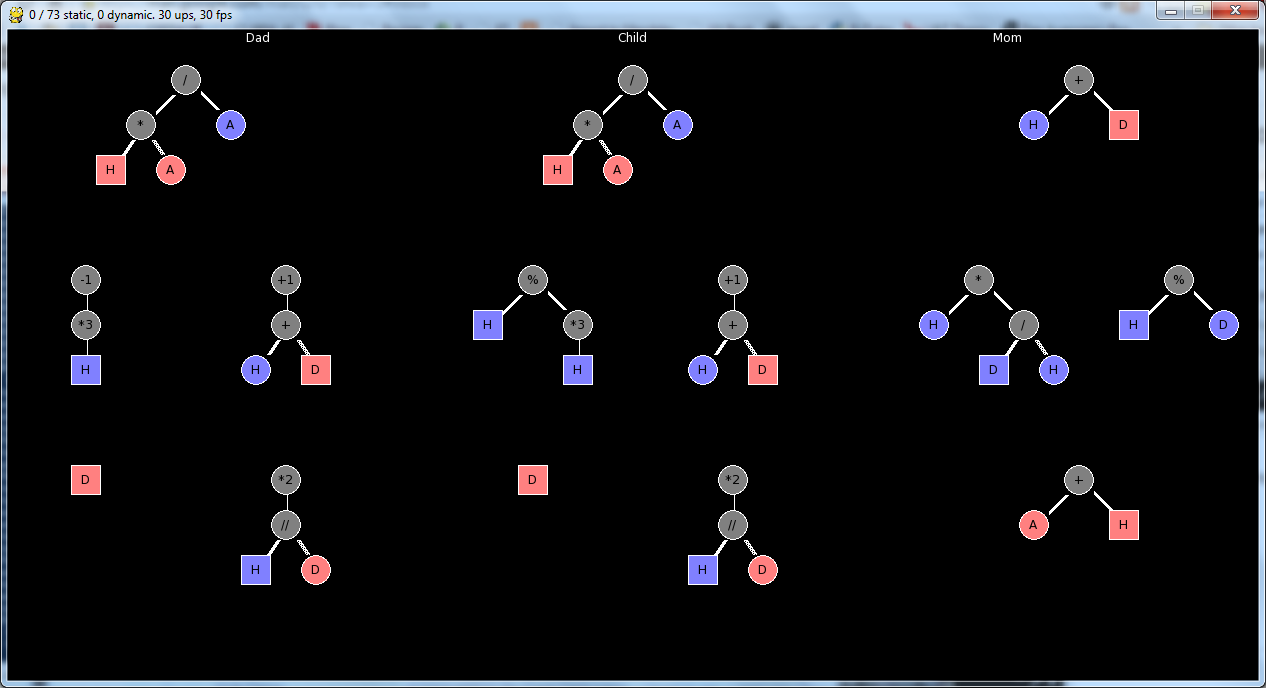 0 / 73 static, 0 dynamic. 30 ups, 30 fps
Dad Child Mom
/ / +
* A * A H D
H A H A
-1 +1 % +1 * %
*3 + H *3 + H / H D
H H D H H D D H
D *2 D *2 +
// // A H
H D H D